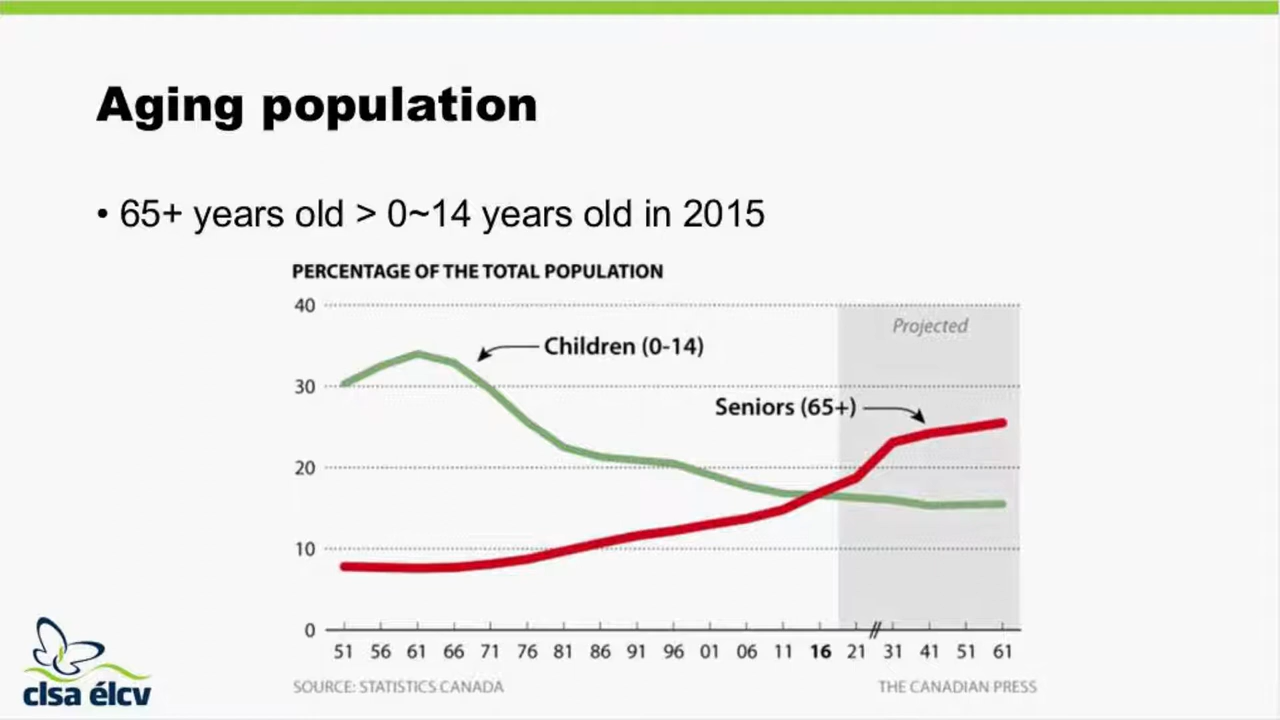 Aging population
• 65+ years old > 0~14 years old in 2015
PERCENTAGE OF THE TOTAL POPULATION
40
Projected
Children (0-14)
30
Seniors (65+)
20
10
0
51 56 61 66 71 76 81 86 91 96 01 06 11 16 21 // 31 41 51 61
SOURCE: STATISTICS CANADA
THE CANADIAN PRESS
clsa élcv